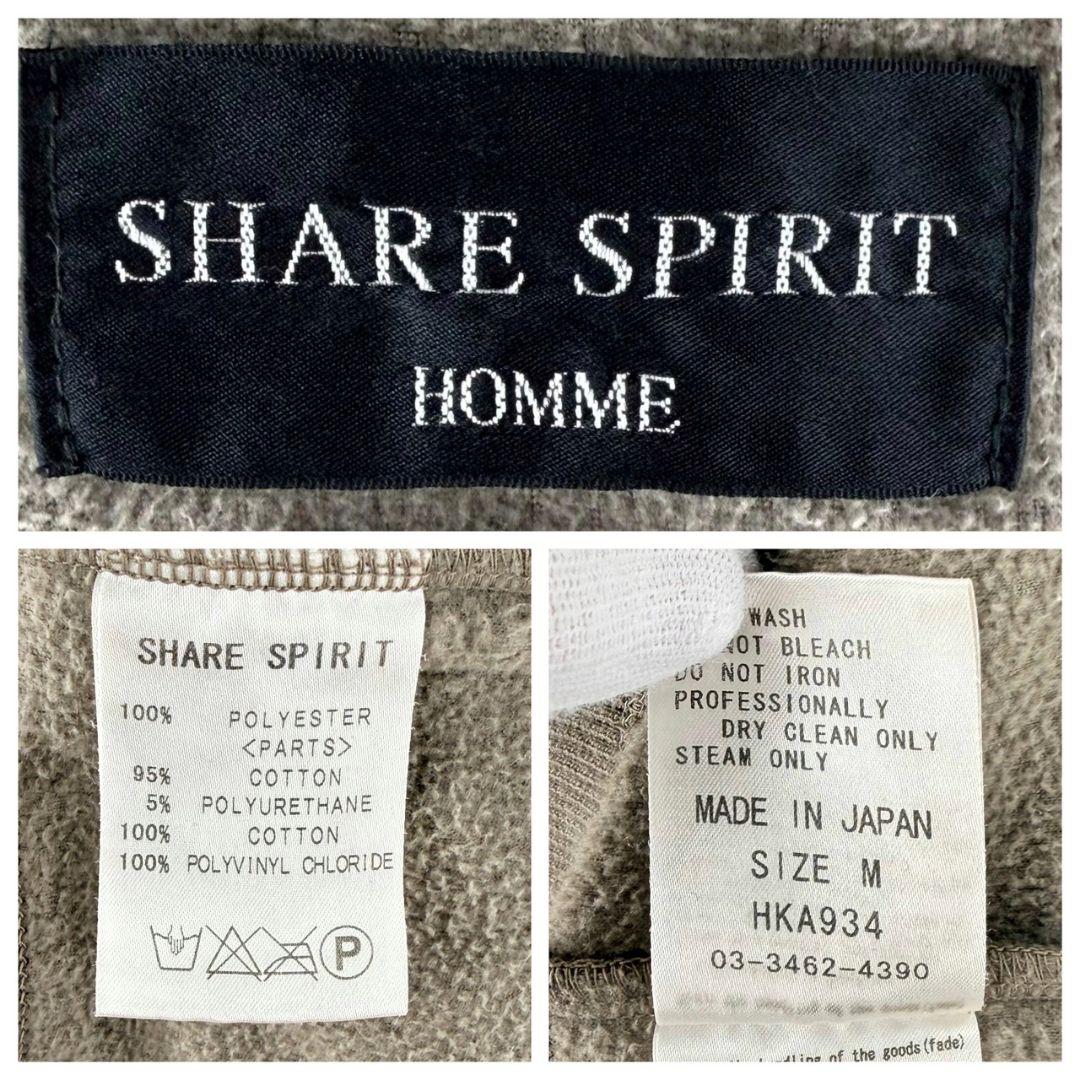 SHARE SPIRIT
HOMME
SHARE SPIRIT
100% POLYESTER
<PARTS>
95% COTTON
5% POLYURETHANE
100% COTTON
100% POLYVINYL CHLORIDE
P
WASH
NOT BLEACH
DO NOT IRON
PROFESSIONALLY
DRY CLEAN ONLY
STEAM ONLY
MADE IN JAPAN
SIZE M
HKA934
03-3462-4390
of the goods(fade)